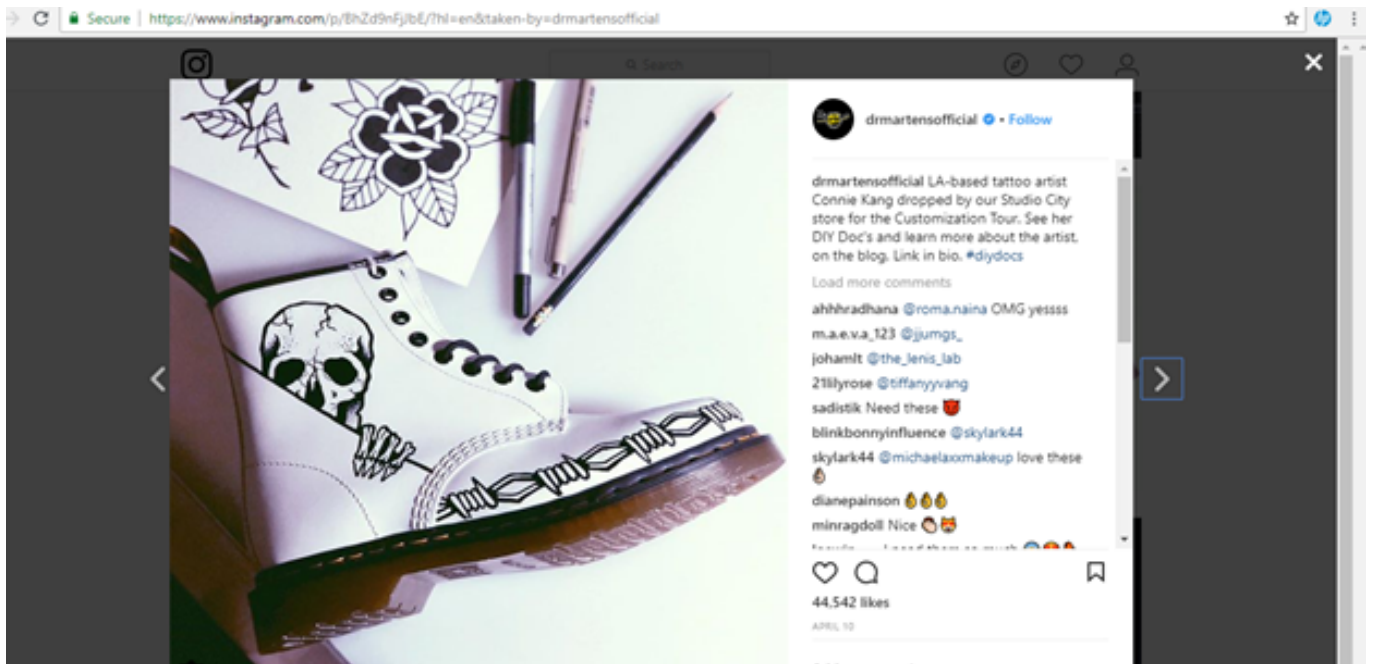 Secure | https://www.instagram.com/p/BhZd9nFjJbE/?hl=en&taken-by=drmartensofficial
Search
drmartensofficial • Follow
drmartensofficial LA-based tattoo artist
Connie Kang dropped by our Studio City
store for the Customization Tour. See her
DIY Doc's and learn more about the artist,
on the blog. Link in bio. #diydocs
Load more comments
ahhhradhana @roma.naina OMG yessss
m.a.e.v.a_123 @jjumgs_
johamlt @the_lenis_lab
21lilyrose @tiffanyyvang
sadistik Need these 😈
blinkbonnyinfluence @skylark44
skylark44 @michaelaxxmakeup love these
🔥
dianepainson 🔥🔥🔥
minragdoll Nice
I need them so much
44,542 likes
APRIL 10